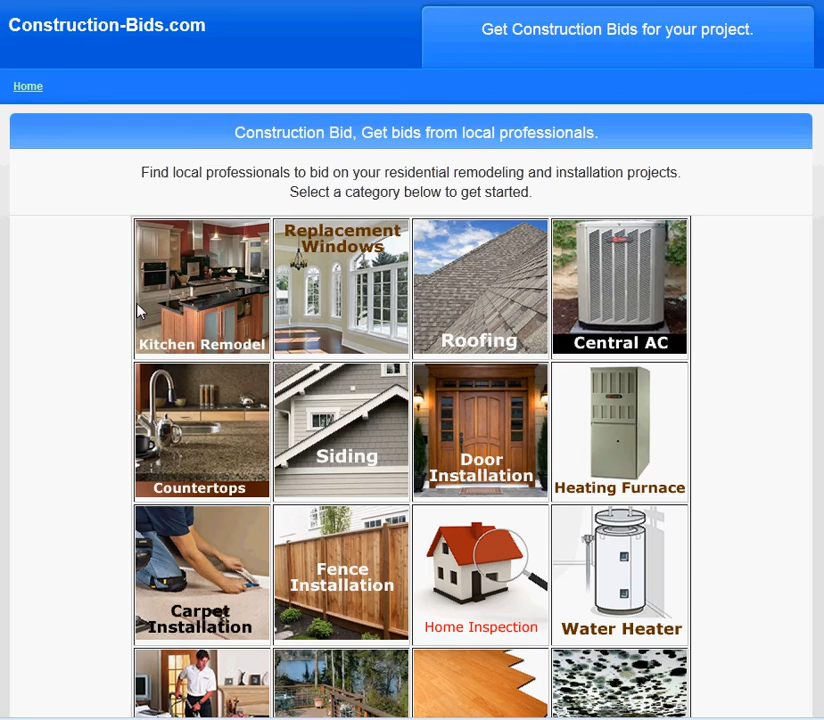 Construction-Bids.com
Get Construction Bids for your project.
Home
Construction Bid, Get bids from local professionals.
Find local professionals to bid on your residential remodeling and installation projects.
Select a category below to get started.
Kitchen Remodel
Replacement
Windows
Roofing
Central AC
Countertops
Siding
Door
Installation
Heating Furnace
Carpet
Installation
Fence
Installation
Home Inspection
Water Heater